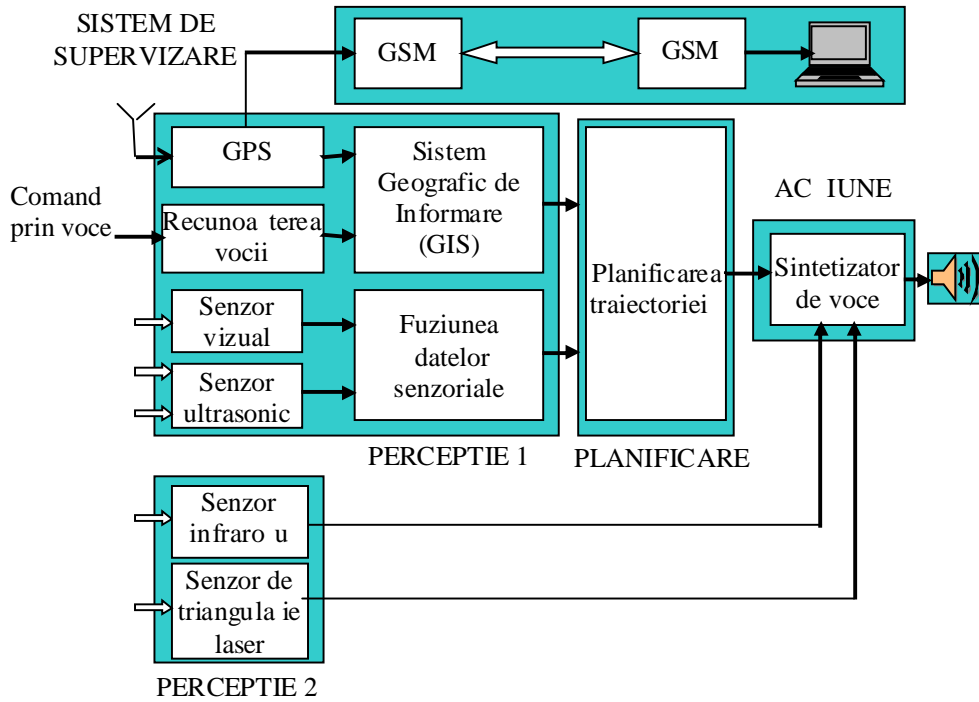 SISTEM DE
SUPERVIZARE
GSM
GSM
GPS
Sistem
Geografic de
Informare
(GIS)
Comand
prin voce
Recunoa terea
vocii
AC IUNE
Planificarea
traiectoriei
Sintetizator
de voce
Senzor
vizual
Fuziunea
datelor
senzoriale
Senzor
ultrasonic
PERCEPTIE 1
PLANIFICARE
Senzor
infraro u
Senzor de
triangula ie
laser
PERCEPTIE 2